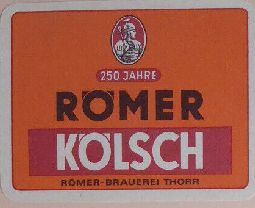 250 JAHRE
RÖMER
KÖLSCH
RÖMER-BRAUEREI THORR